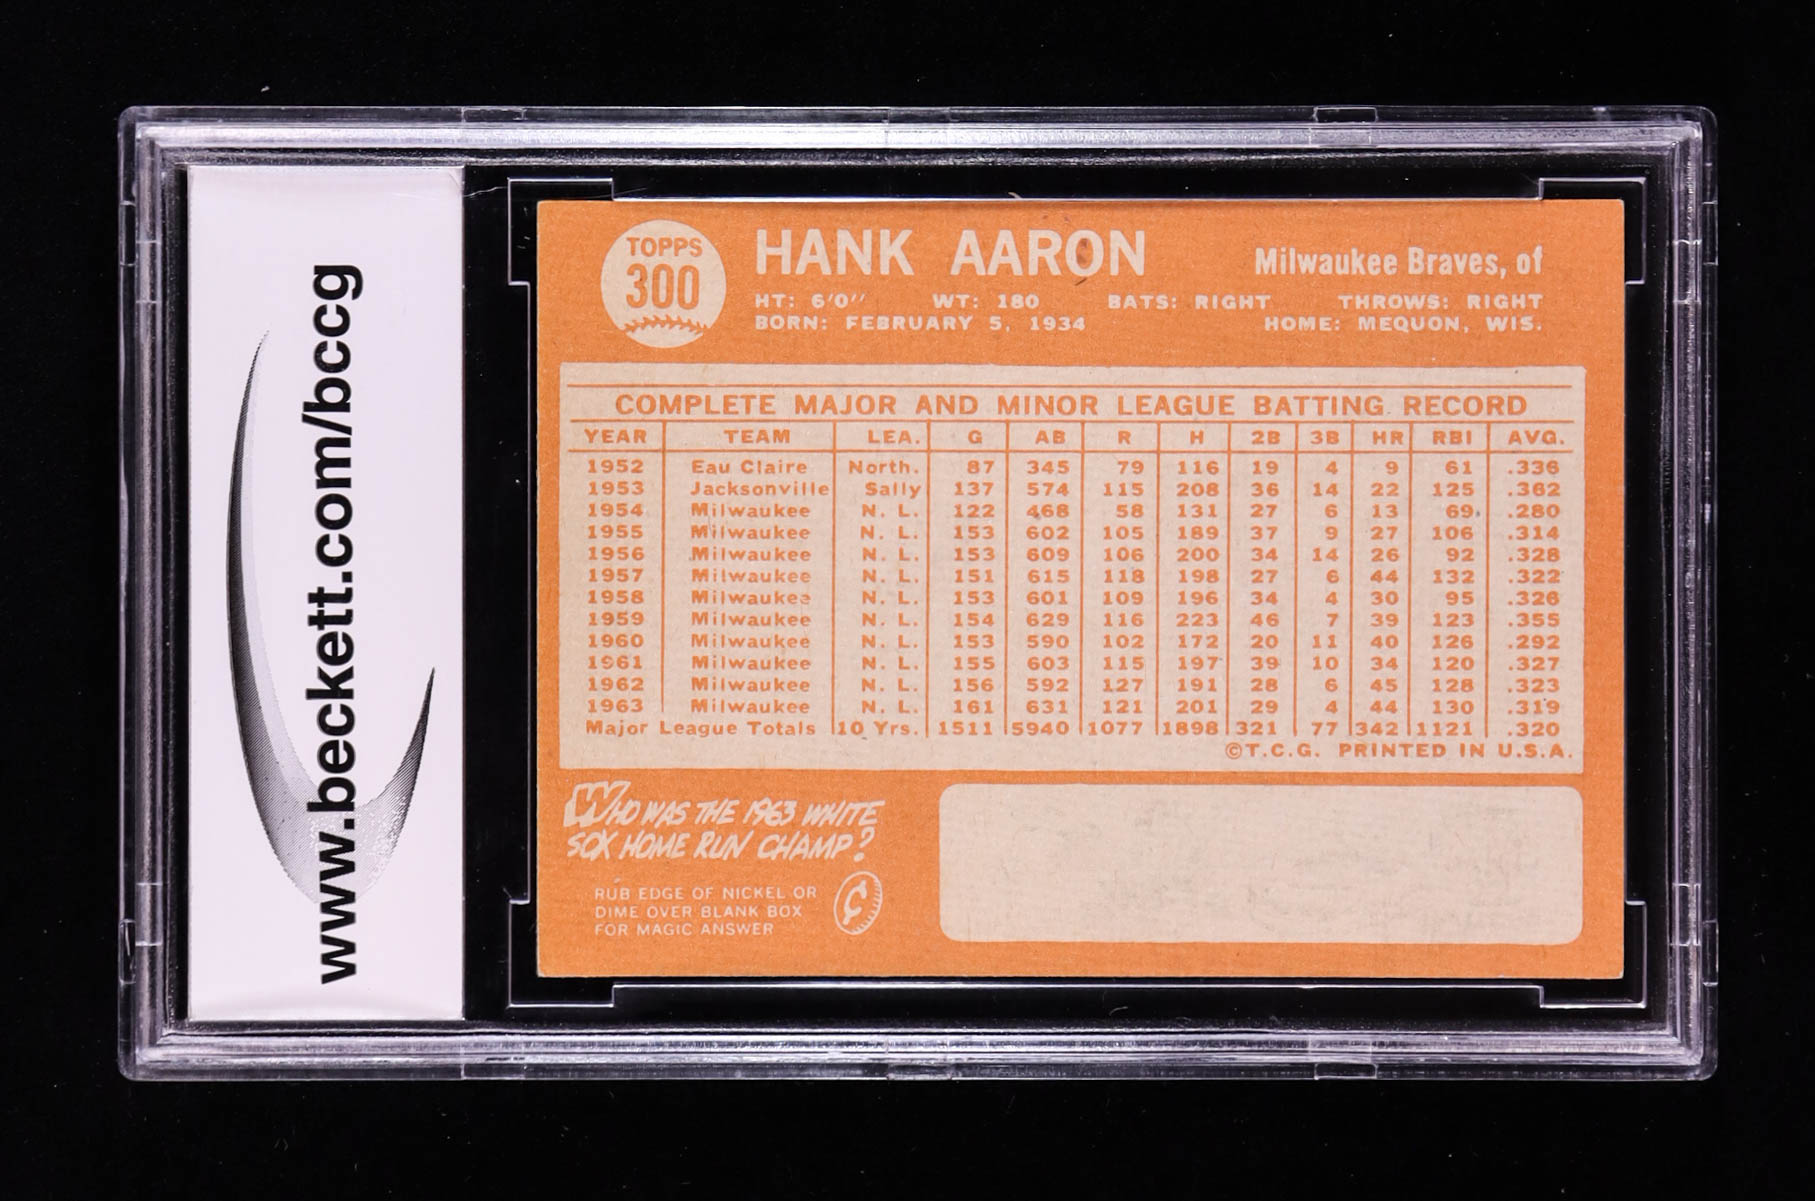 www.beckett.com/bccg
TOPPS
300
HANK AARON
Milwaukee Braves, of
HT: 6'0" WT: 180 BATS: RIGHT THROWS: RIGHT
BORN: FEBRUARY 5, 1934 HOME: MEQUON, WIS.
COMPLETE MAJOR AND MINOR LEAGUE BATTING RECORD
YEAR TEAM LEA. G AB R H 2B 3B HR RBI AVG.
1952 Eau Claire North. 87 345 79 116 19 4 9 61 .336
1953 Jacksonville Sally 137 574 115 208 36 14 22 125 .362
1954 Milwaukee N. L. 122 468 58 131 27 6 13 69 .280
1955 Milwaukee N. L. 153 602 105 189 37 9 27 106 .314
1956 Milwaukee N. L. 153 609 106 200 34 14 26 92 .328
1957 Milwaukee N. L. 151 615 118 198 27 6 44 132 .322
1958 Milwaukee N. L. 153 601 109 196 34 4 30 95 .326
1959 Milwaukee N. L. 154 629 116 223 46 7 39 123 .355
1960 Milwaukee N. L. 153 590 102 172 20 11 40 126 .292
1961 Milwaukee N. L. 155 603 115 197 39 10 34 120 .327
1962 Milwaukee N. L. 156 592 127 191 28 6 45 128 .323
1963 Milwaukee N. L. 161 631 121 201 29 4 44 130 .319
Major League Totals 10 Yrs. 1511 5940 1077 1898 321 77 342 1121 .320
©T.C.G. PRINTED IN U.S.A.
WHO WAS THE 1963 WHITE
SOX HOME RUN CHAMP?
RUB EDGE OF NICKEL OR
DIME OVER BLANK BOX
FOR MAGIC ANSWER